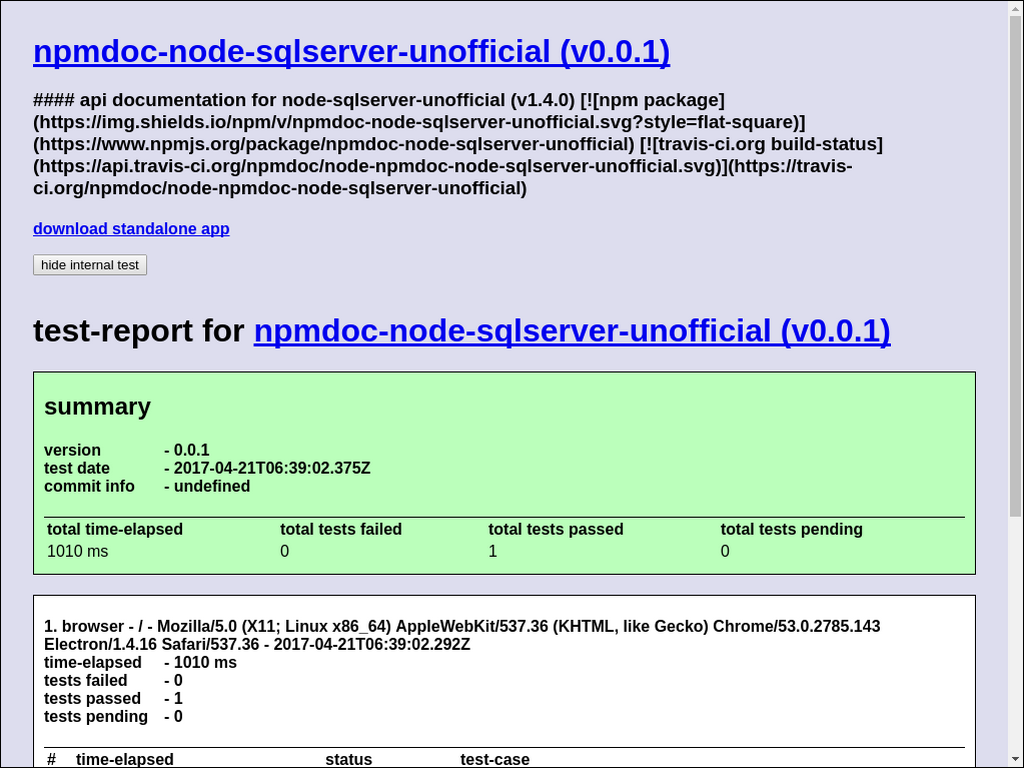 npmdoc-node-sqlserver-unofficial (v0.0.1)
#### api documentation for node-sqlserver-unofficial (v1.4.0) [![npm package]
(https://img.shields.io/npm/v/npmdoc-node-sqlserver-unofficial.svg?style=flat-square)]
(https://www.npmjs.org/package/npmdoc-node-sqlserver-unofficial) [![travis-ci.org build-status]
(https://api.travis-ci.org/npmdoc/node-npmdoc-node-sqlserver-unofficial.svg)](https://travis-
ci.org/npmdoc/node-npmdoc-node-sqlserver-unofficial)
download standalone app
hide internal test
test-report for npmdoc-node-sqlserver-unofficial (v0.0.1)
summary
version - 0.0.1
test date - 2017-04-21T06:39:02.375Z
commit info - undefined
total time-elapsed total tests failed total tests passed total tests pending
1010 ms 0 1 0
1. browser - / - Mozilla/5.0 (X11; Linux x86_64) AppleWebKit/537.36 (KHTML, like Gecko) Chrome/53.0.2785.143
Electron/1.4.16 Safari/537.36 - 2017-04-21T06:39:02.292Z
time-elapsed - 1010 ms
tests failed - 0
tests passed - 1
tests pending - 0
# time-elapsed status test-case